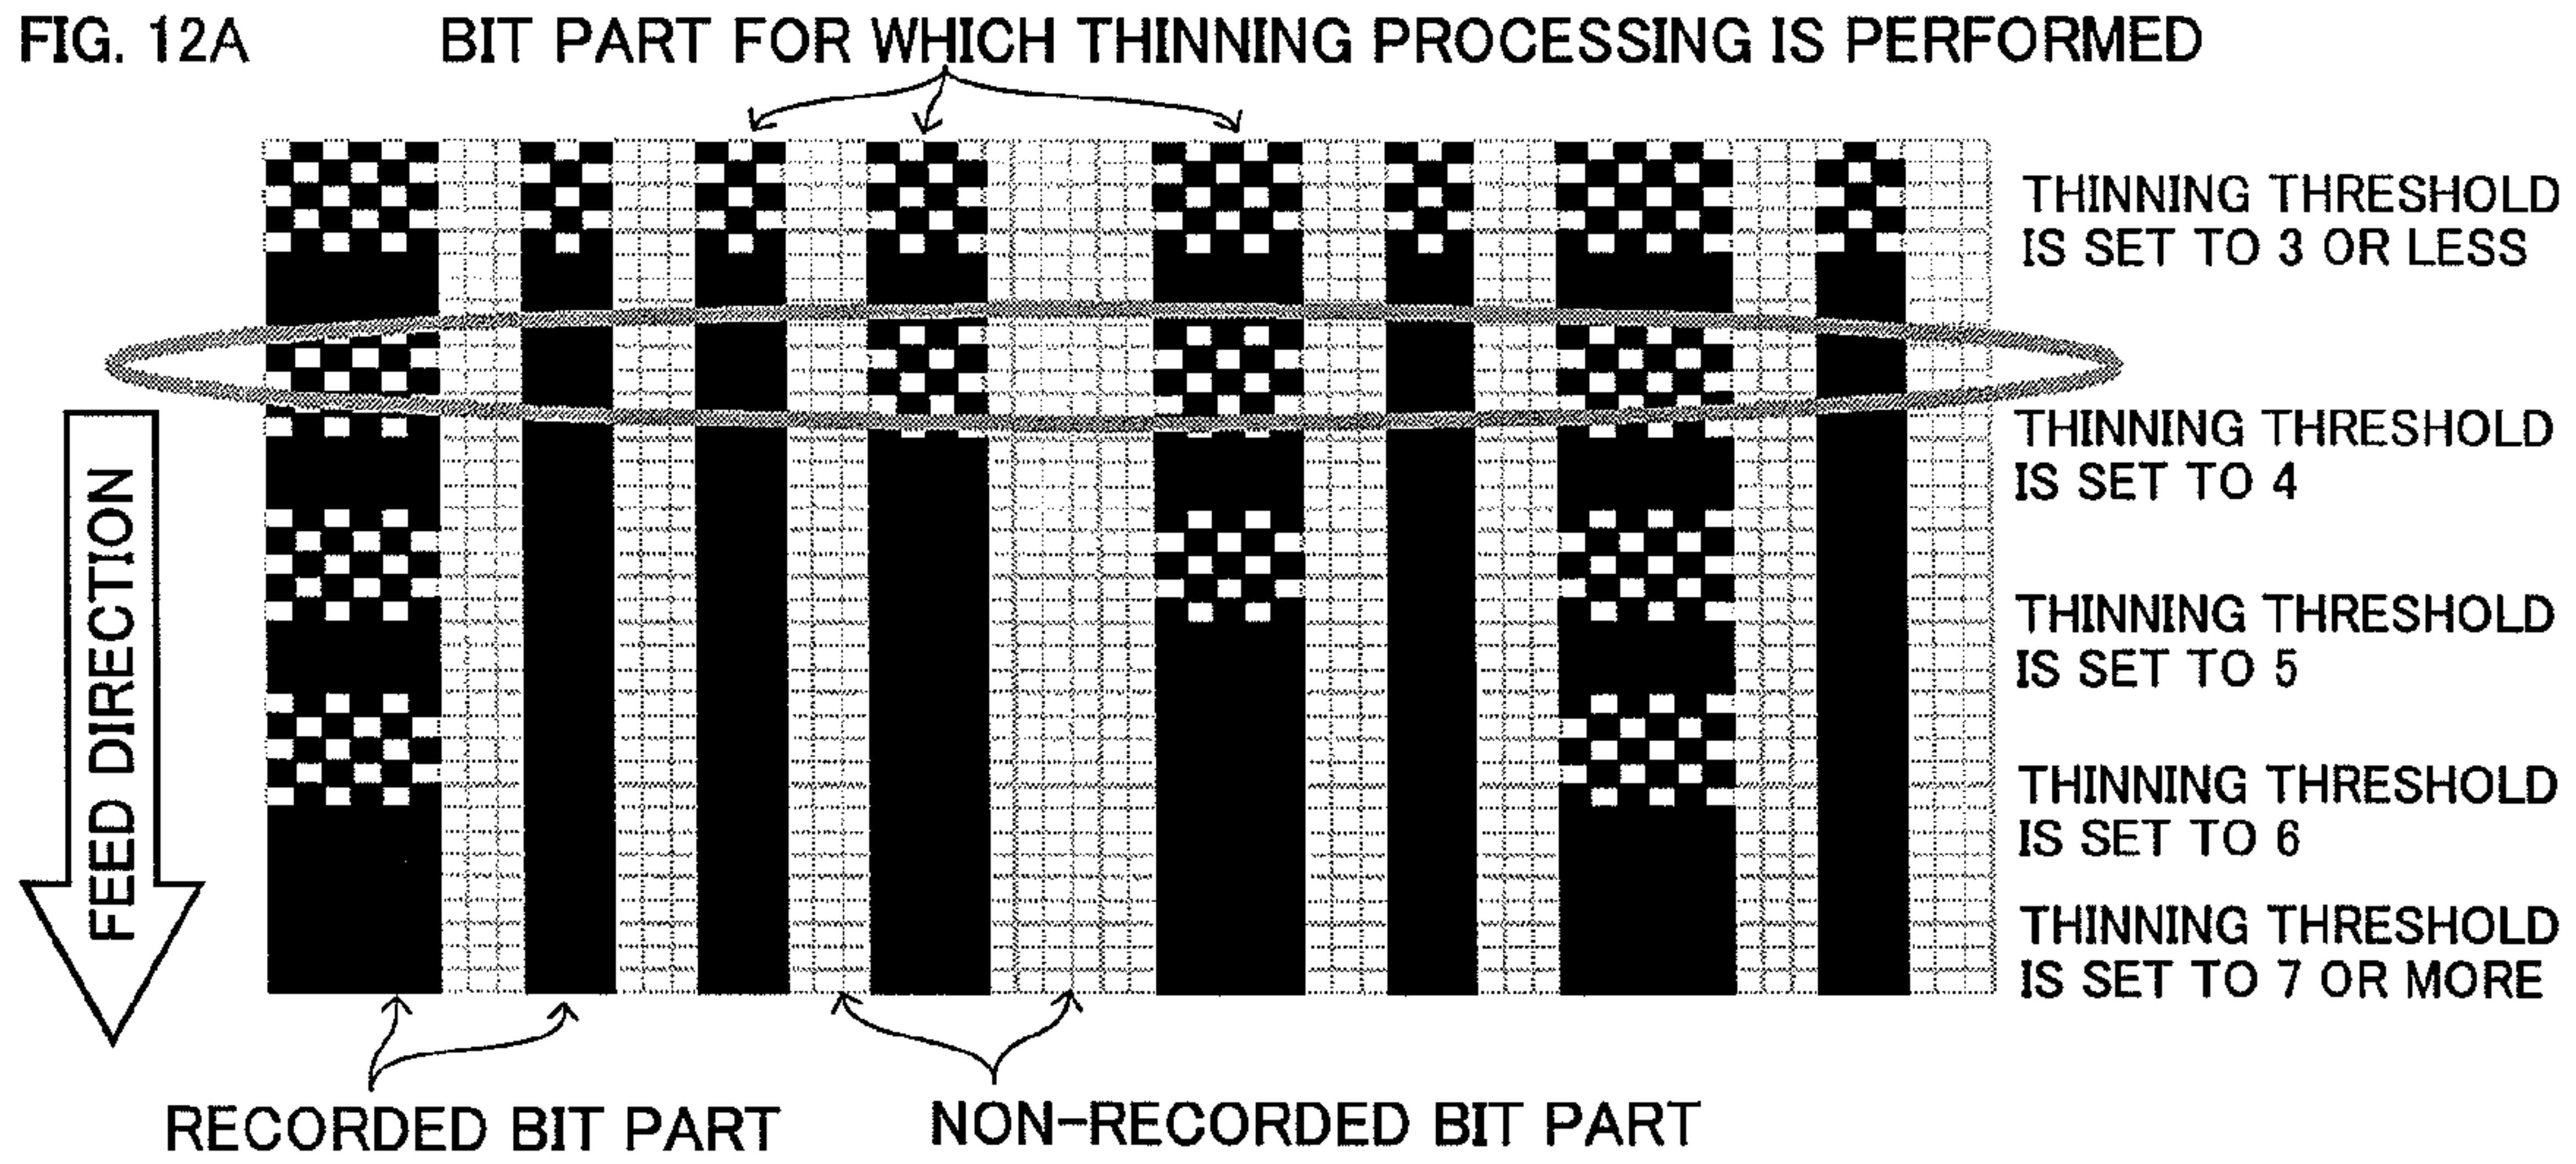 FIG. 12A
BIT PART FOR WHICH THINNING PROCESSING IS PERFORMED
THINNING THRESHOLD
IS SET TO 3 OR LESS
THINNING THRESHOLD
IS SET TO 4
FEED DIRECTION
THINNING THRESHOLD
IS SET TO 5
THINNING THRESHOLD
IS SET TO 6
THINNING THRESHOLD
IS SET TO 7 OR MORE
RECORDED BIT PART
NON-RECORDED BIT PART